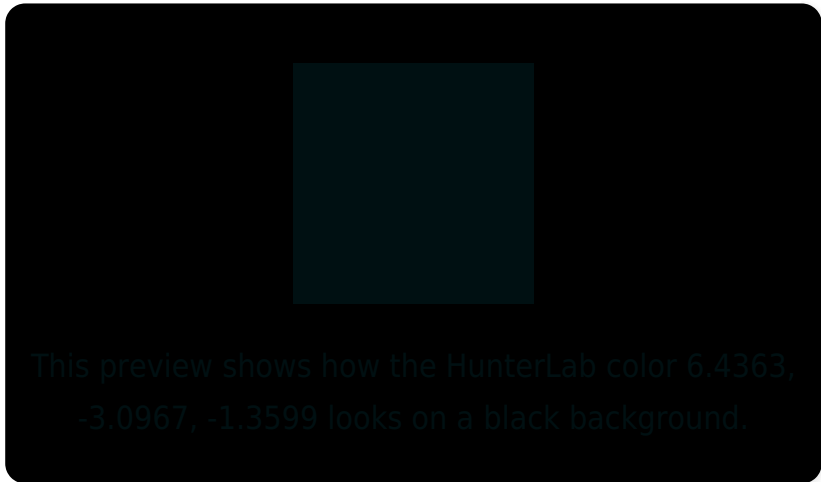 This preview shows how the HunterLab color 6.4363,
-3.0967, -1.3599 looks on a black background.